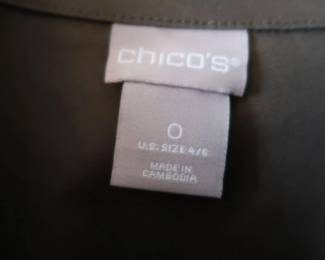 chico's®
0
U.S. SIZE 4/6
MADE IN
CAMBODIA